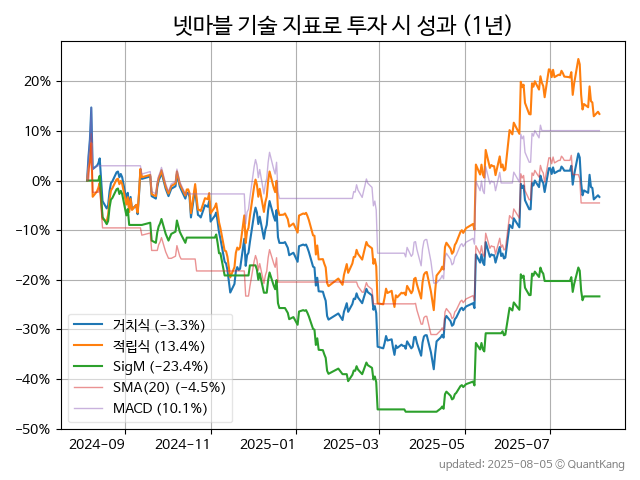 넷마블 기술 지표로 투자 시 성과 (1년)
20%
10%
0%
−10%
−20%
−30%
−40%
−50%
거치식 (−3.3%)
적립식 (13.4%)
SigM (−23.4%)
SMA(20) (−4.5%)
MACD (10.1%)
2024−09
2024−11
2025−01
2025−03
2025−05
2025−07
updated: 2025−08−05 ⓒ QuantKang